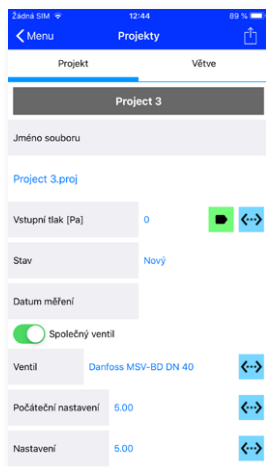 Žádná SIM 12:44 89 %
Menu Projekty
Projekt Větve
Project 3
Jméno souboru
Project 3.proj
Vstupní tlak [Pa] 0
Stav Nový
Datum měření
Společný ventil
Ventil Danfoss MSV-BD DN 40
Počáteční nastavení 5.00
Nastavení 5.00